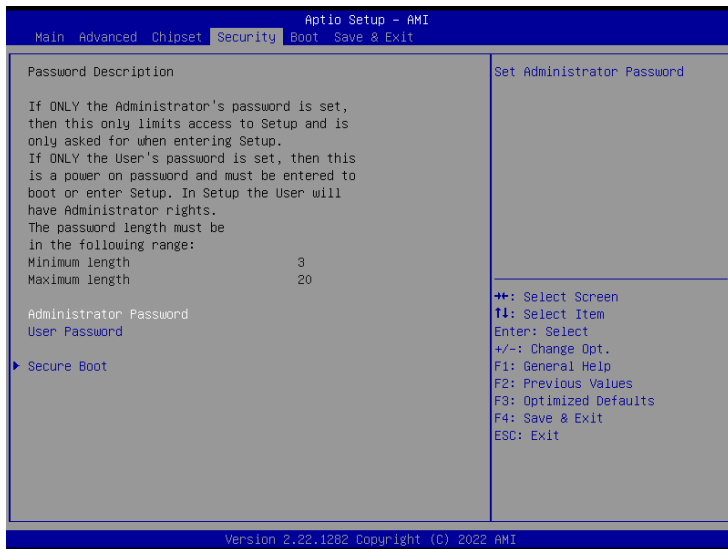 Aptio Setup – AMI
Main Advanced Chipset Security Boot Save & Exit
Password Description
If ONLY the Administrator's password is set,
then this only limits access to Setup and is
only asked for when entering Setup.
If ONLY the User's password is set, then this
is a power on password and must be entered to
boot or enter Setup. In Setup the User will
have Administrator rights.
The password length must be
in the following range:
Minimum length 3
Maximum length 20
Administrator Password
User Password
Secure Boot
Set Administrator Password
→←: Select Screen
↑↓: Select Item
Enter: Select
+/-: Change Opt.
F1: General Help
F2: Previous Values
F3: Optimized Defaults
F4: Save & Exit
ESC: Exit
Version 2.22.1282 Copyright (C) 2022 AMI